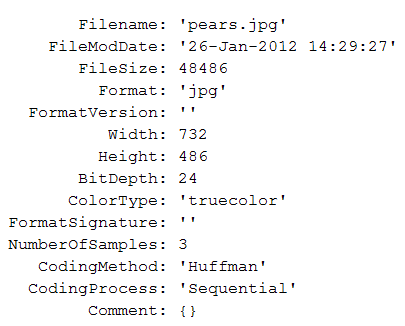 Filename: 'pears.jpg'
FileModDate: '26-Jan-2012 14:29:27'
FileSize: 48486
Format: 'jpg'
FormatVersion: ''
Width: 732
Height: 486
BitDepth: 24
ColorType: 'truecolor'
FormatSignature: ''
NumberOfSamples: 3
CodingMethod: 'Huffman'
CodingProcess: 'Sequential'
Comment: {}